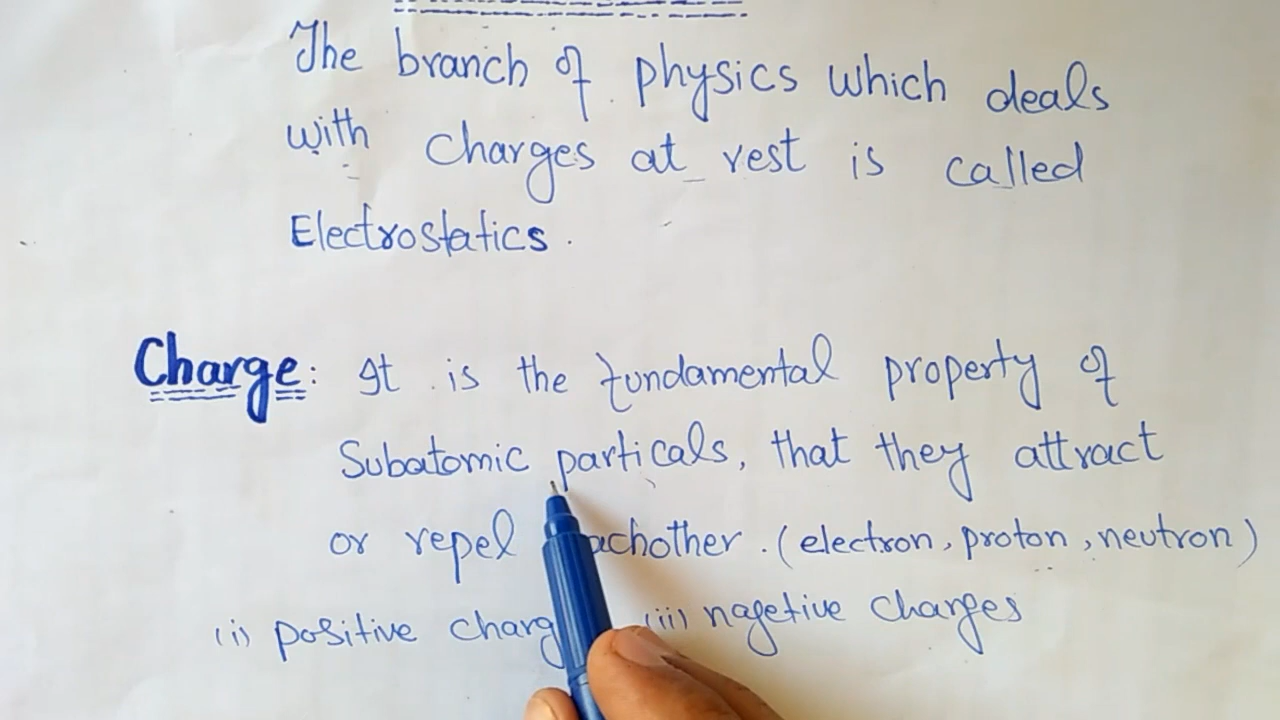 The branch of physics which deals
with charges at rest is called
Electrostatics.
Charge: It is the fundamental property of
Subatomic particals, that they attract
or repel achother. (electron, proton, neutron)
(i) positive charg (ii) nagetive charges